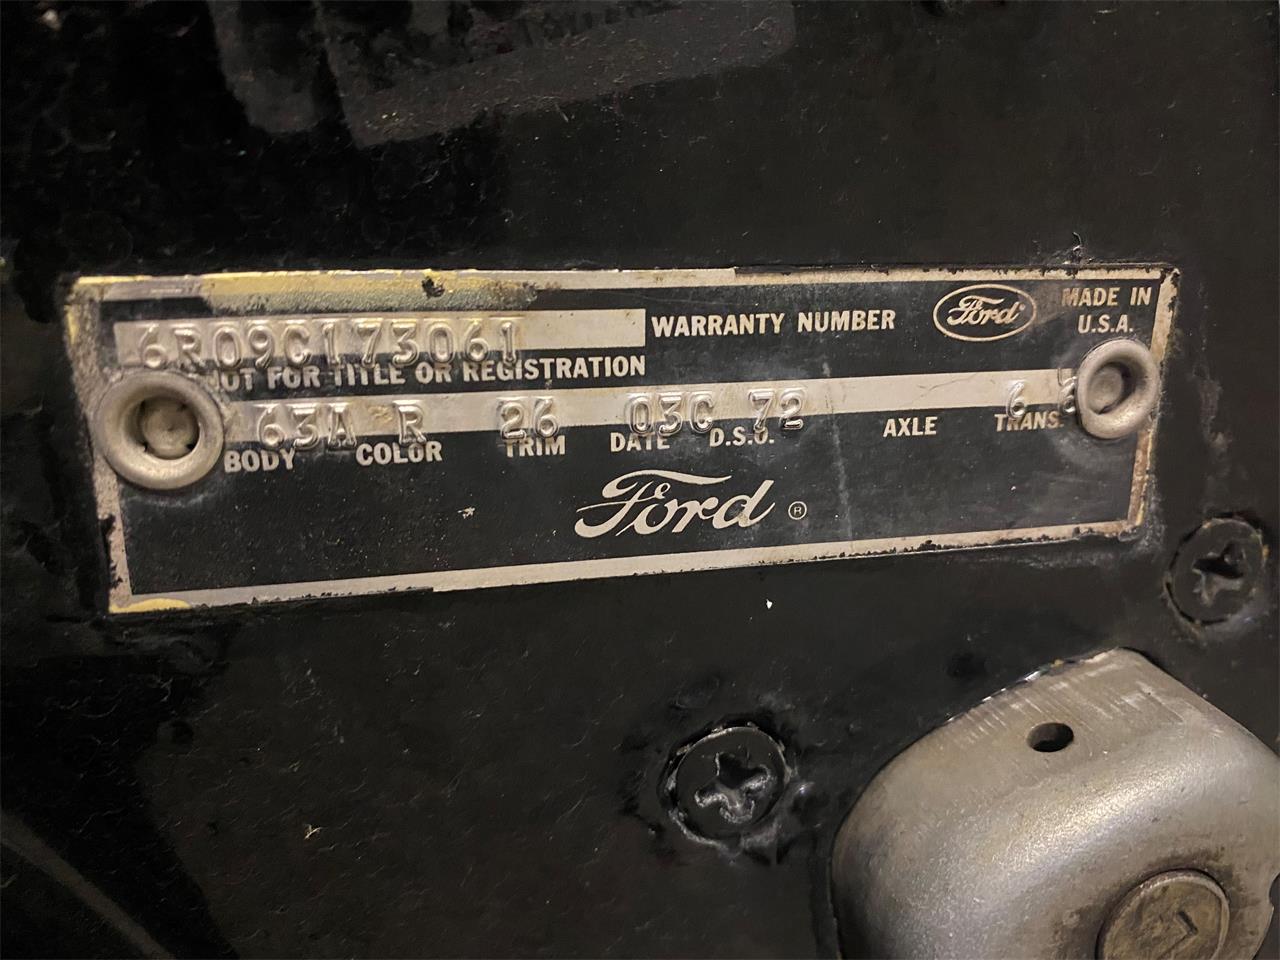 6R09C173061 WARRANTY NUMBER Ford MADE IN U.S.A.
NOT FOR TITLE OR REGISTRATION
63A R 26 03C 72 6
BODY COLOR TRIM DATE D.S.O. AXLE TRANS.
Ford ®